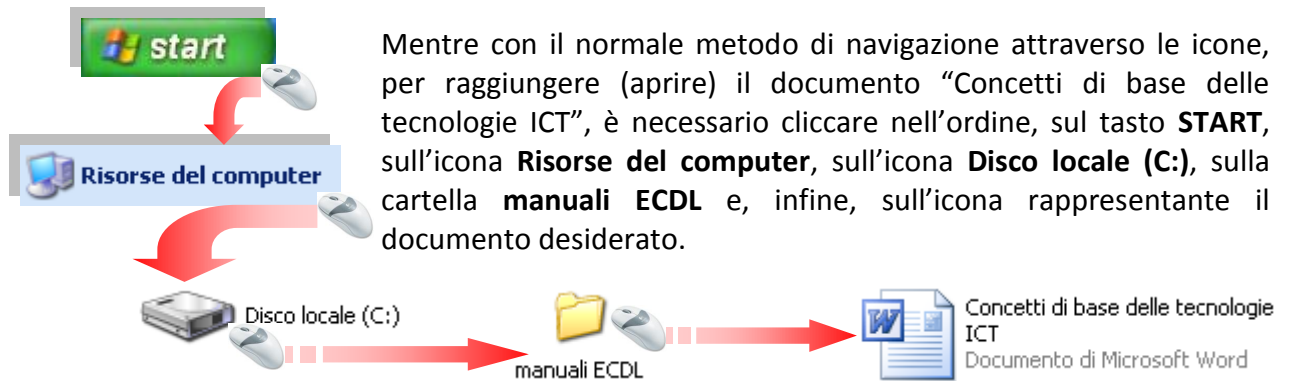 start
Mentre con il normale metodo di navigazione attraverso le icone,
per raggiungere (aprire) il documento “Concetti di base delle
tecnologie ICT”, è necessario cliccare nell’ordine, sul tasto START,
sull’icona Risorse del computer, sull’icona Disco locale (C:), sulla
cartella manuali ECDL e, infine, sull’icona rappresentante il
documento desiderato.
Risorse del computer
Disco locale (C:)
manuali ECDL
W
Concetti di base delle tecnologie
ICT
Documento di Microsoft Word